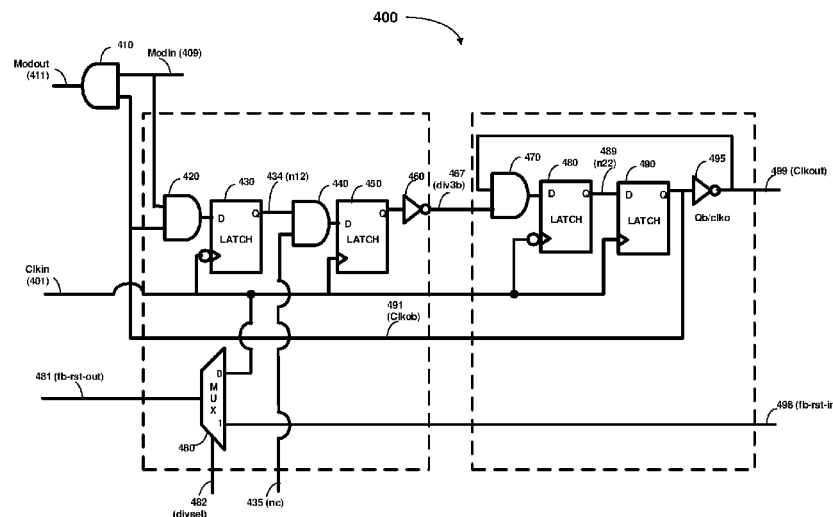 400
410
Modout
(411)
ModIn (409)
420
430
434 (n12)
440
450
460
467
(div3b)
470
480
489
(n22)
490
495
499 (Clkout)
D
Q
LATCH
D
Q
LATCH
D
Q
LATCH
D
Q
LATCH
Qb/clko
Clkin
(401)
491
(Clkob)
481 (fb-rst-out)
0
M
U
X
1
480
498 (fb-rst-in
482
(divsel)
435 (nc)